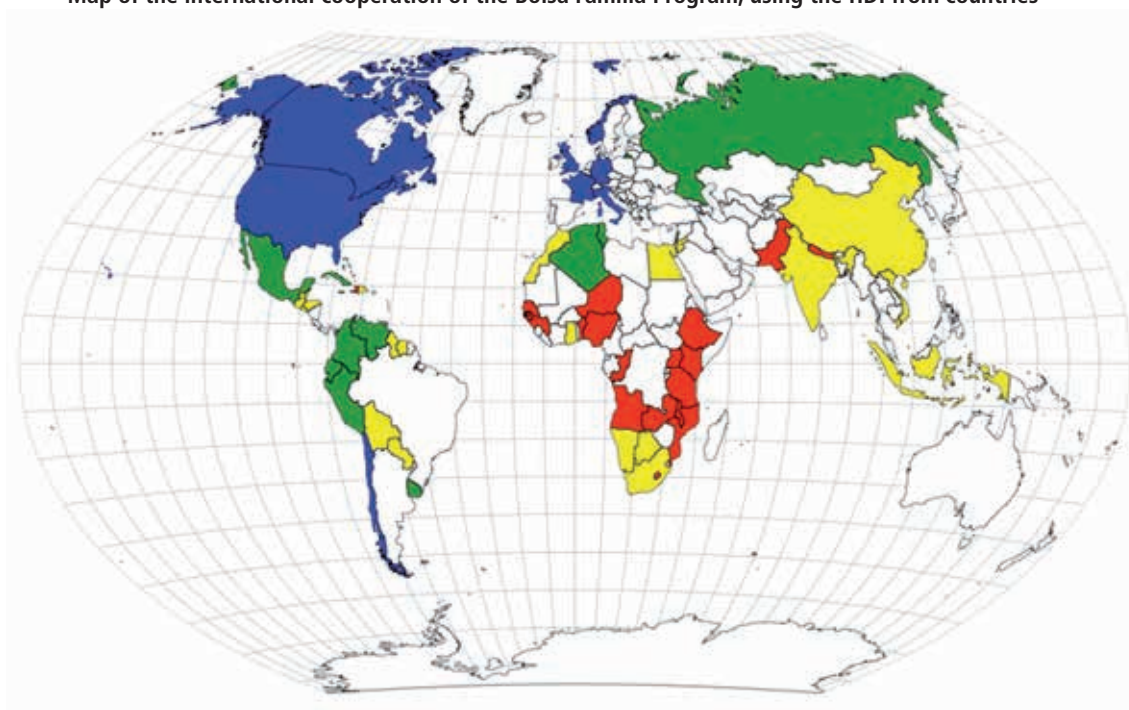 Map of the international cooperation of the Bolsa Família Program, using the HDI from countries